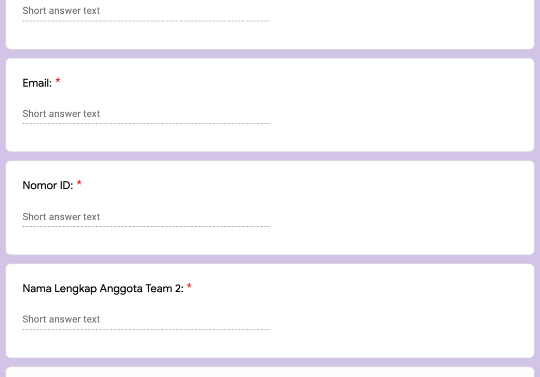 Short answer text
Email: *
Short answer text
Nomor ID: *
Short answer text
Nama Lengkap Anggota Team 2: *
Short answer text